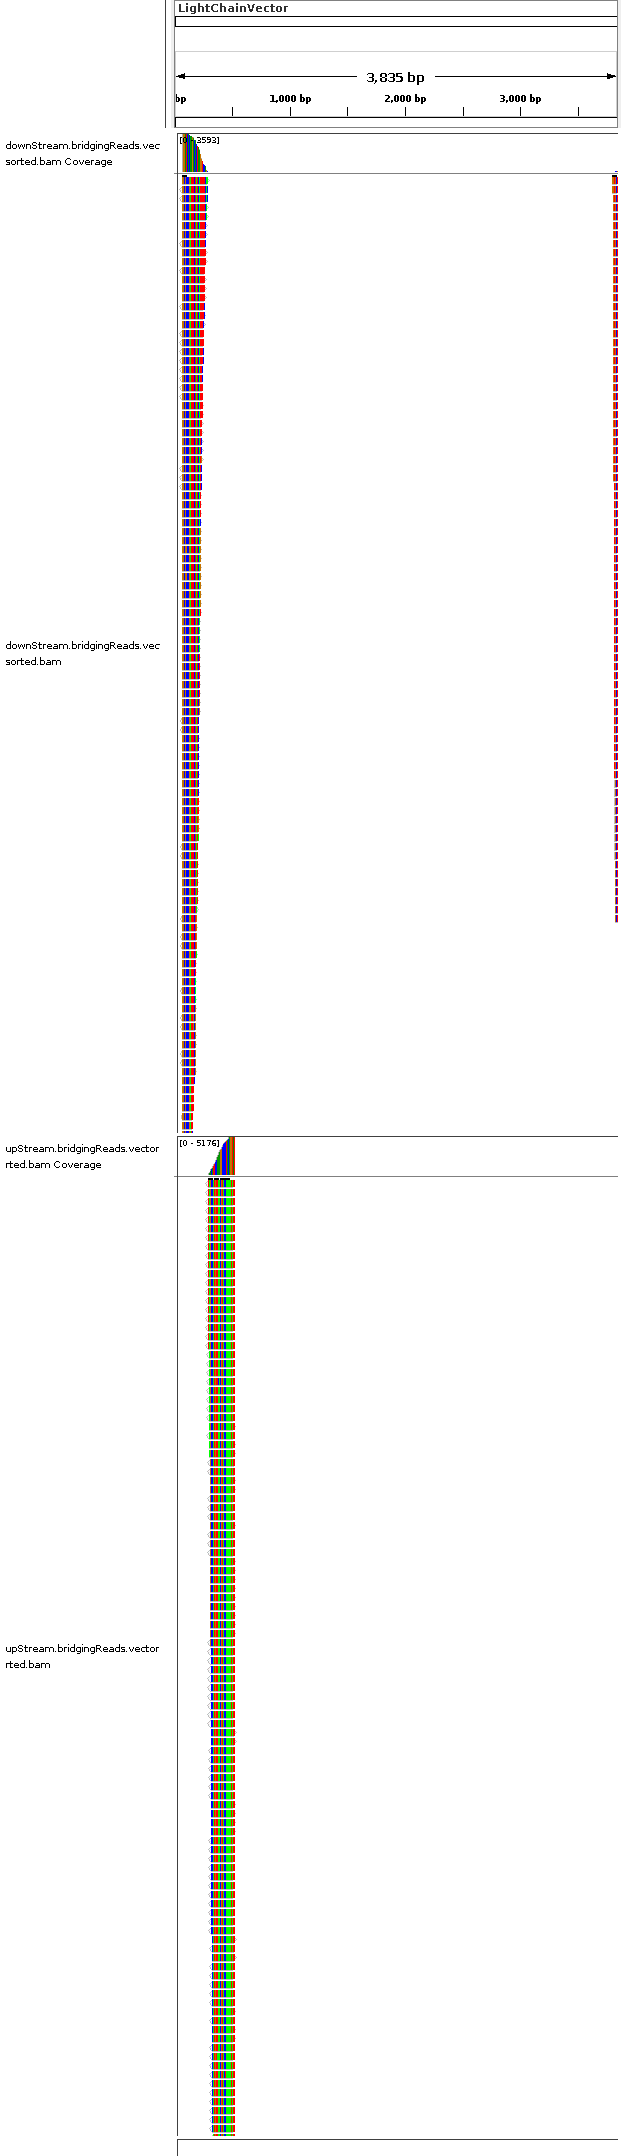 LightChainVector
3,835 bp
bp 1,000 bp 2,000 bp 3,000 bp
downStream.bridgingReads.vec
sorted.bam Coverage
[0 - 3593]
downStream.bridgingReads.vec
sorted.bam
upStream.bridgingReads.vector
rted.bam Coverage
[0 - 5176]
upStream.bridgingReads.vector
rted.bam